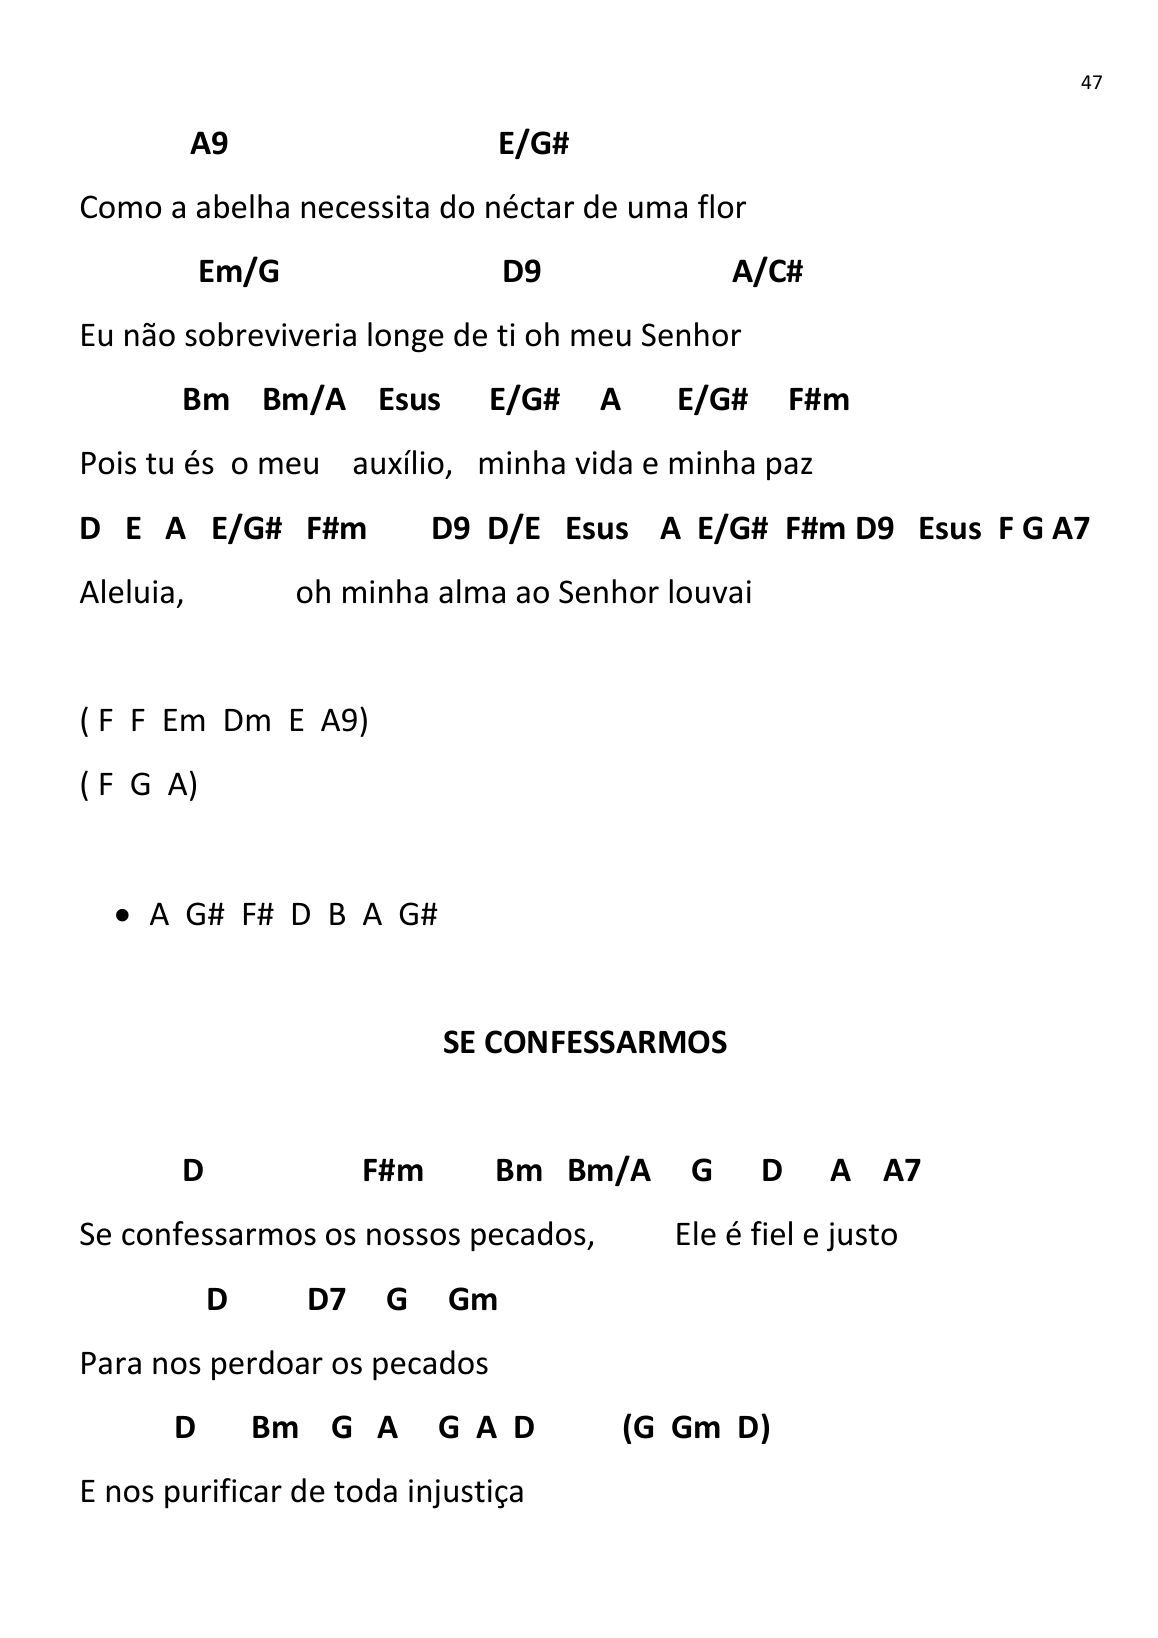 47
A9 E/G#
Como a abelha necessita do néctar de uma flor
Em/G D9 A/C#
Eu não sobreviveria longe de ti oh meu Senhor
Bm Bm/A Esus E/G# A E/G# F#m
Pois tu és o meu auxílio, minha vida e minha paz
D E A E/G# F#m D9 D/E Esus A E/G# F#m D9 Esus F G A7
Aleluia, oh minha alma ao Senhor louvai
( F F Em Dm E A9)
( F G A)
• A G# F# D B A G#
SE CONFESSARMOS
D F#m Bm Bm/A G D A A7
Se confessarmos os nossos pecados, Ele é fiel e justo
D D7 G Gm
Para nos perdoar os pecados
D Bm G A G A D (G Gm D)
E nos purificar de toda injustiça